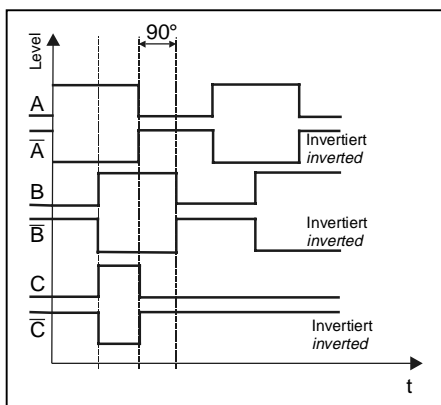 90°
Level
A
A̅
Invertiert
inverted
B
B̅
Invertiert
inverted
C
C̅
Invertiert
inverted
t